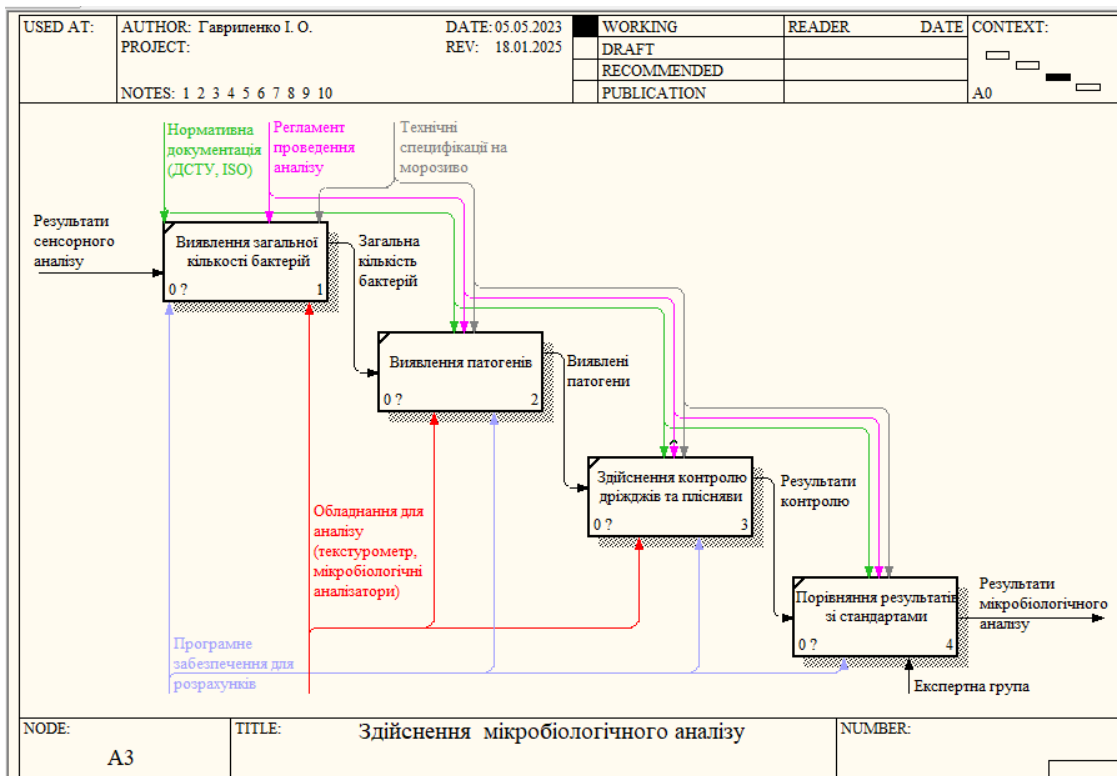 USED AT:
AUTHOR: Гавриленко І. О.
DATE: 05.05.2023
PROJECT:
REV: 18.01.2025
NOTES: 1 2 3 4 5 6 7 8 9 10
WORKING
DRAFT
RECOMMENDED
PUBLICATION
READER DATE
CONTEXT:
A0
Нормативна
документація
(ДСТУ, ISO)
Регламент
проведення
аналізу
Технічні
специфікації на
морозиво
Результати
сенсорного
аналізу
Виявлення загальної
кількості бактерій
0 ? 1
Загальна
кількість
бактерій
Виявлення патогенів
0 ? 2
Виявлені
патогени
Здійснення контролю
дріжджів та плісняви
0 ? 3
Результати
контролю
Обладнання для
аналізу
(текстурометр,
мікробіологічні
аналізатори)
Порівняння результатів
зі стандартами
0 ? 4
Результати
мікробіологічного
аналізу
Програмне
забезпечення для
розрахунків
Експертна група
NODE:
A3
TITLE:
Здійснення мікробіологічного аналізу
NUMBER: